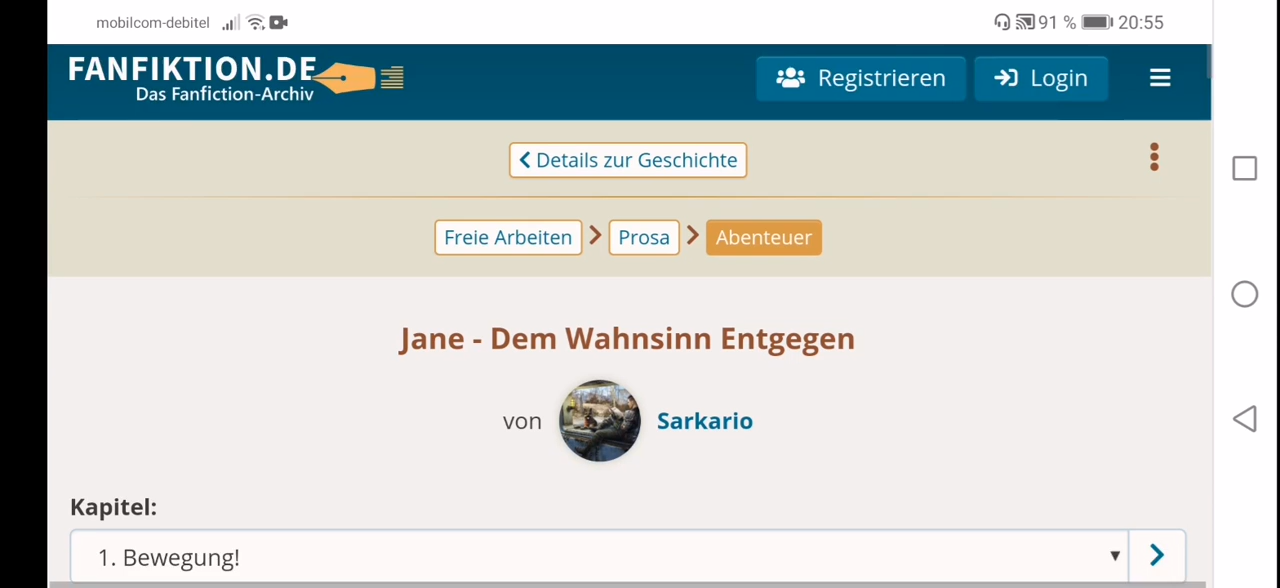 mobilcom-debitel 91 % 20:55
FANFIKTION.DE
Das Fanfiction-Archiv
Registrieren Login
Details zur Geschichte
Freie Arbeiten Prosa Abenteuer
Jane - Dem Wahnsinn Entgegen
von Sarkario
Kapitel:
1. Bewegung!